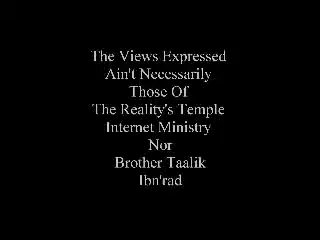 The Views Expressed
Ain't Necessarily
Those Of
The Reality's Temple
Internet Ministry
Nor
Brother Taalik
Ibn'rad